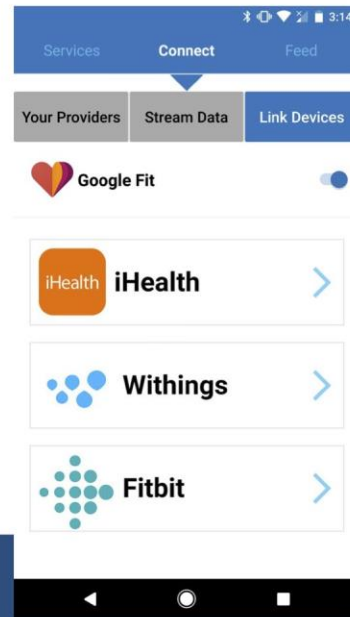 3:14
Services Connect Feed
Your Providers Stream Data Link Devices
Google Fit
iHealth iHealth
Withings
Fitbit